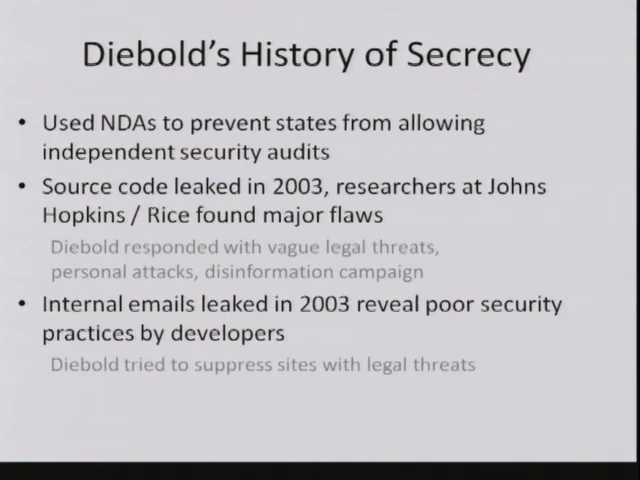 Diebold's History of Secrecy
• Used NDAs to prevent states from allowing
independent security audits
• Source code leaked in 2003, researchers at Johns
Hopkins / Rice found major flaws
Diebold responded with vague legal threats,
personal attacks, disinformation campaign
• Internal emails leaked in 2003 reveal poor security
practices by developers
Diebold tried to suppress sites with legal threats